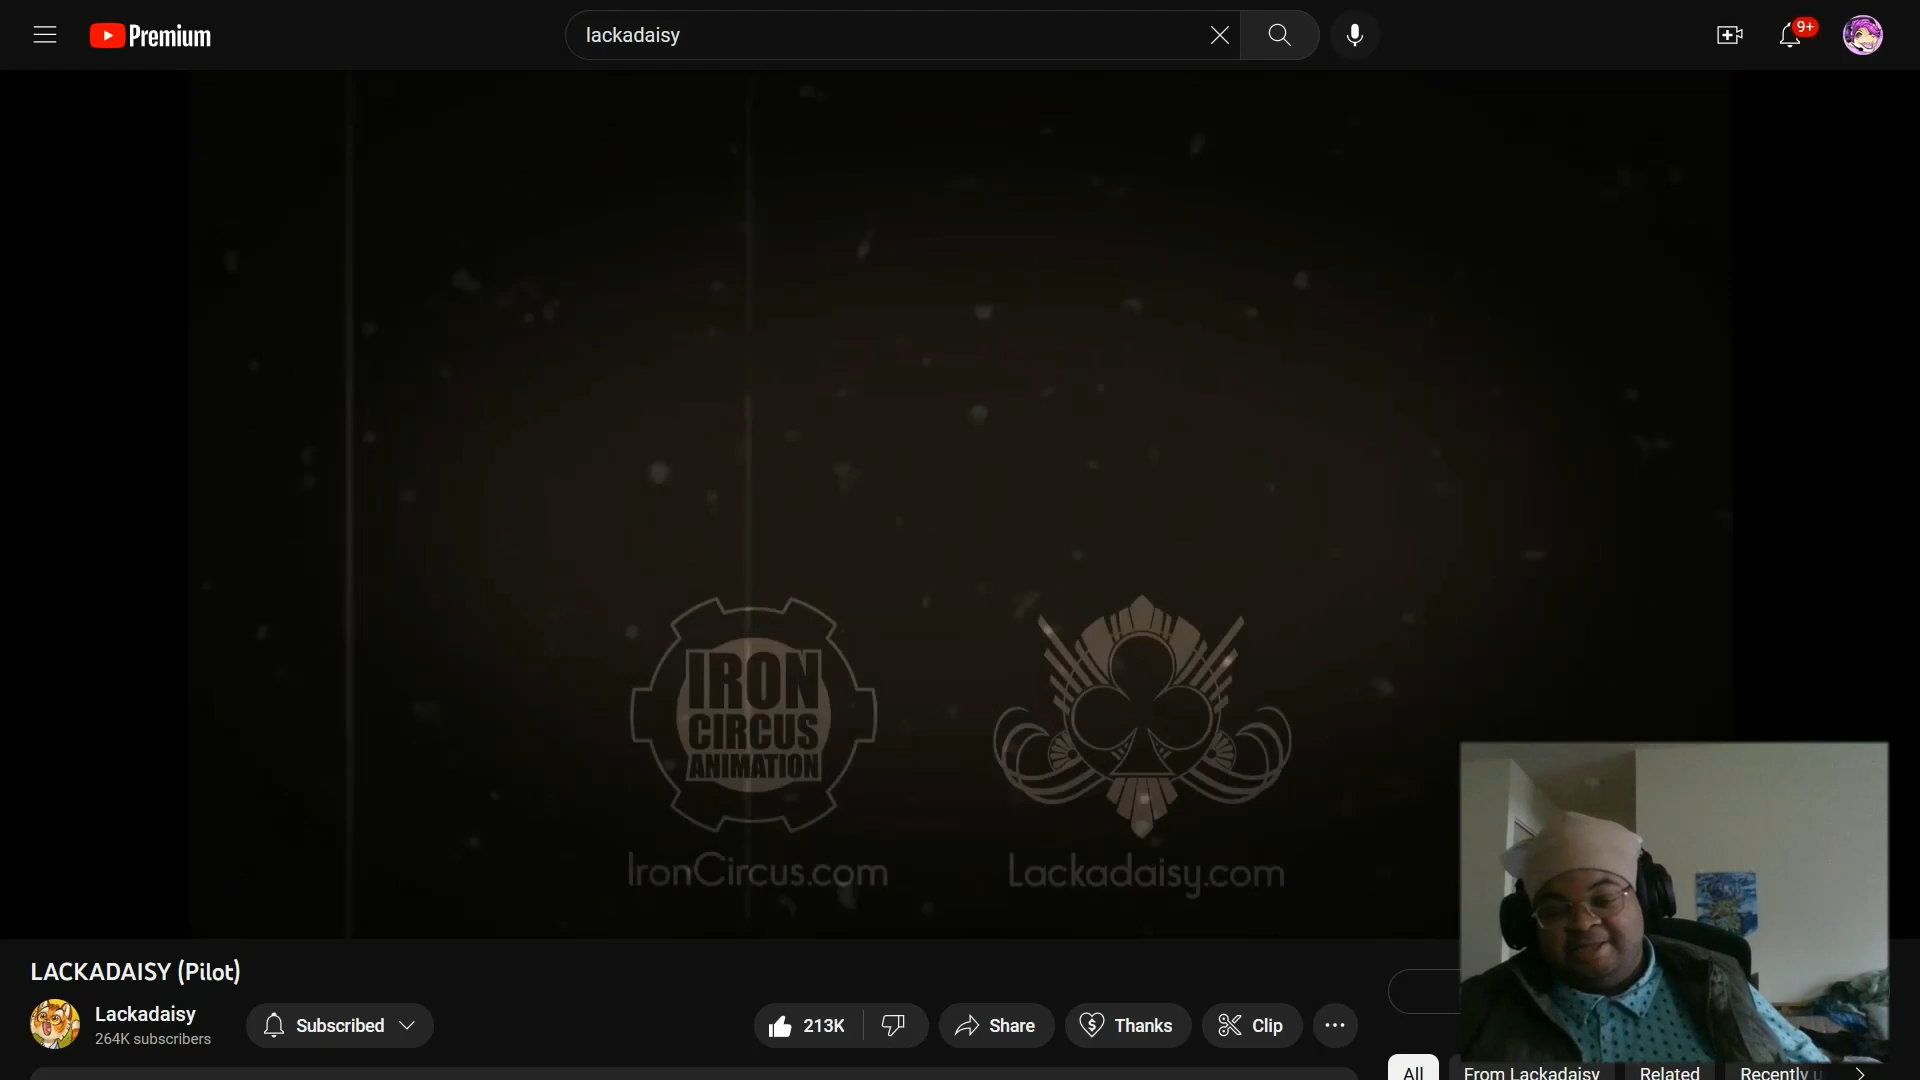 Premium
lackadaisy
9+
IRON
CIRCUS
ANIMATION
IronCircus.com
Lackadaisy.com
LACKADAISY (Pilot)
Lackadaisy
264K subscribers
Subscribed
213K
Share
Thanks
Clip
All
From Lackadaisy
Related
Recently u